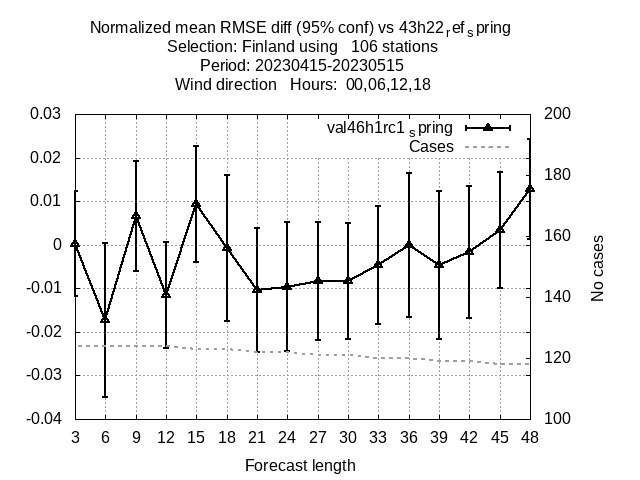 Normalized mean RMSE diff (95% conf) vs 43h22ref spring
Selection: Finland using 106 stations
Period: 20230415-20230515
Wind direction Hours: 00,06,12,18
0.03 200
val46h1rc1 spring
Cases
0.02 180
0.01
0 160
-0.01
140
-0.02
120
-0.03
-0.04 100
No cases
3 6 9 12 15 18 21 24 27 30 33 36 39 42 45 48
Forecast length